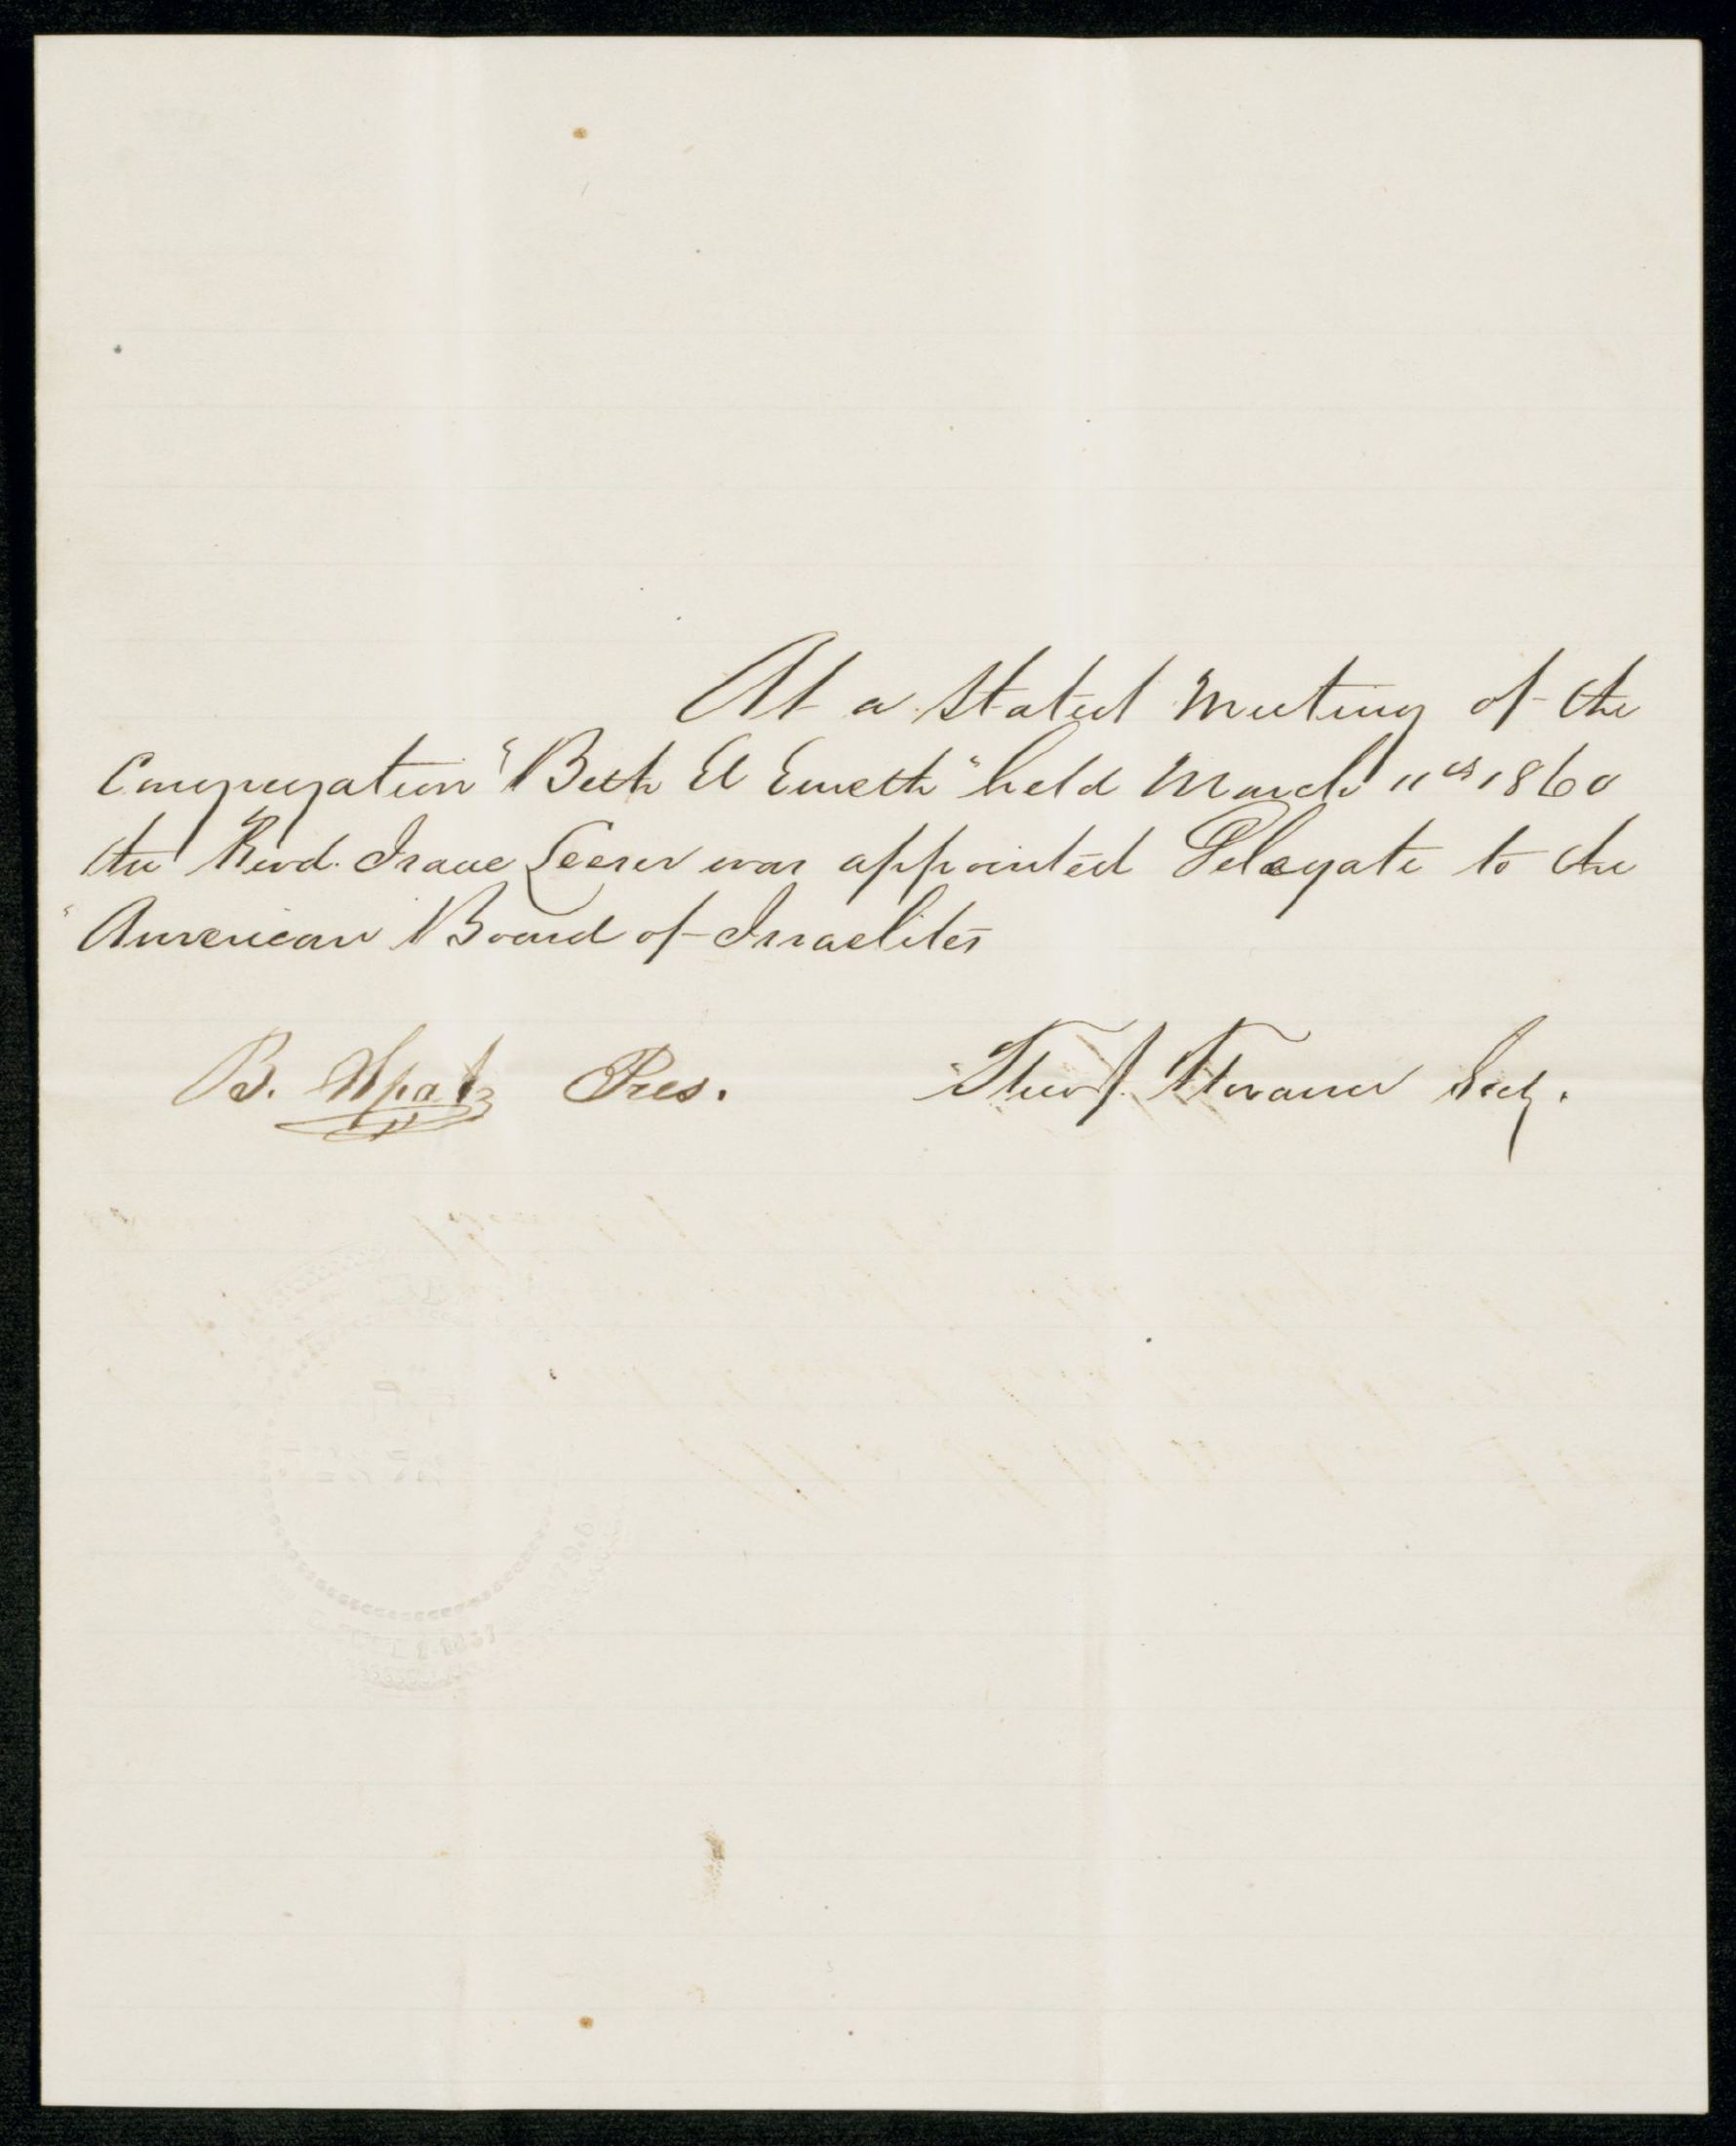 At a Stated Meeting of the
Congregation "Beth El Emeth" held March 11th 1860
the Revd. Isaac Leeser was appointed Delegate to the
"American Board of Israelites
B. Spatz Pres. Secy.